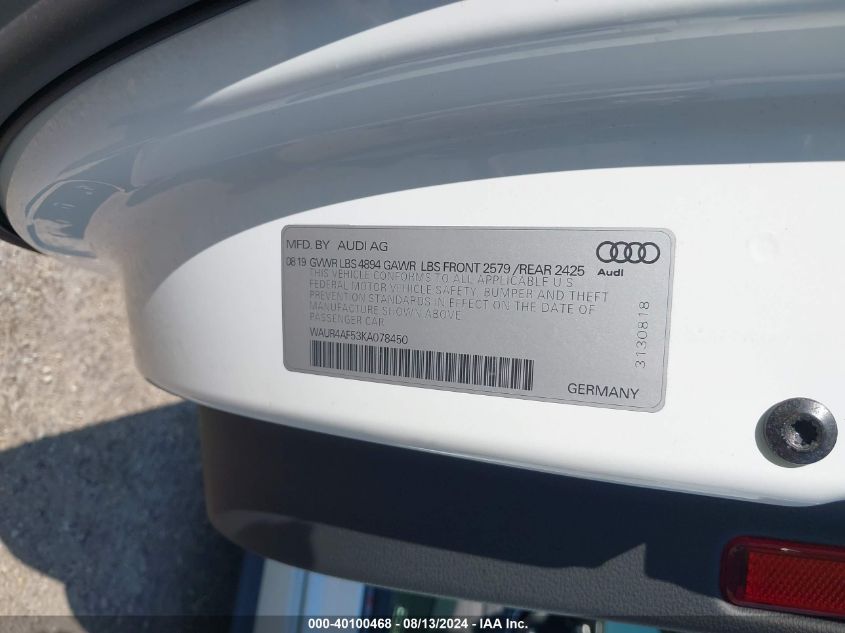 MFD. BY AUDI AG
08 19 GVWR LBS 4894 GAWR LBS FRONT 2579 /REAR 2425
THIS VEHICLE CONFORMS TO ALL APPLICABLE U S
FEDERAL MOTOR VEHICLE SAFETY, BUMPER AND THEFT
PREVENTION STANDARDS IN EFFECT ON THE DATE OF
MANUFACTURE SHOWN ABOVE.
PASSENGER CAR
WAUR4AF53KA078450
Audi
3130818
GERMANY
000-40100468 - 08/13/2024 - IAA Inc.